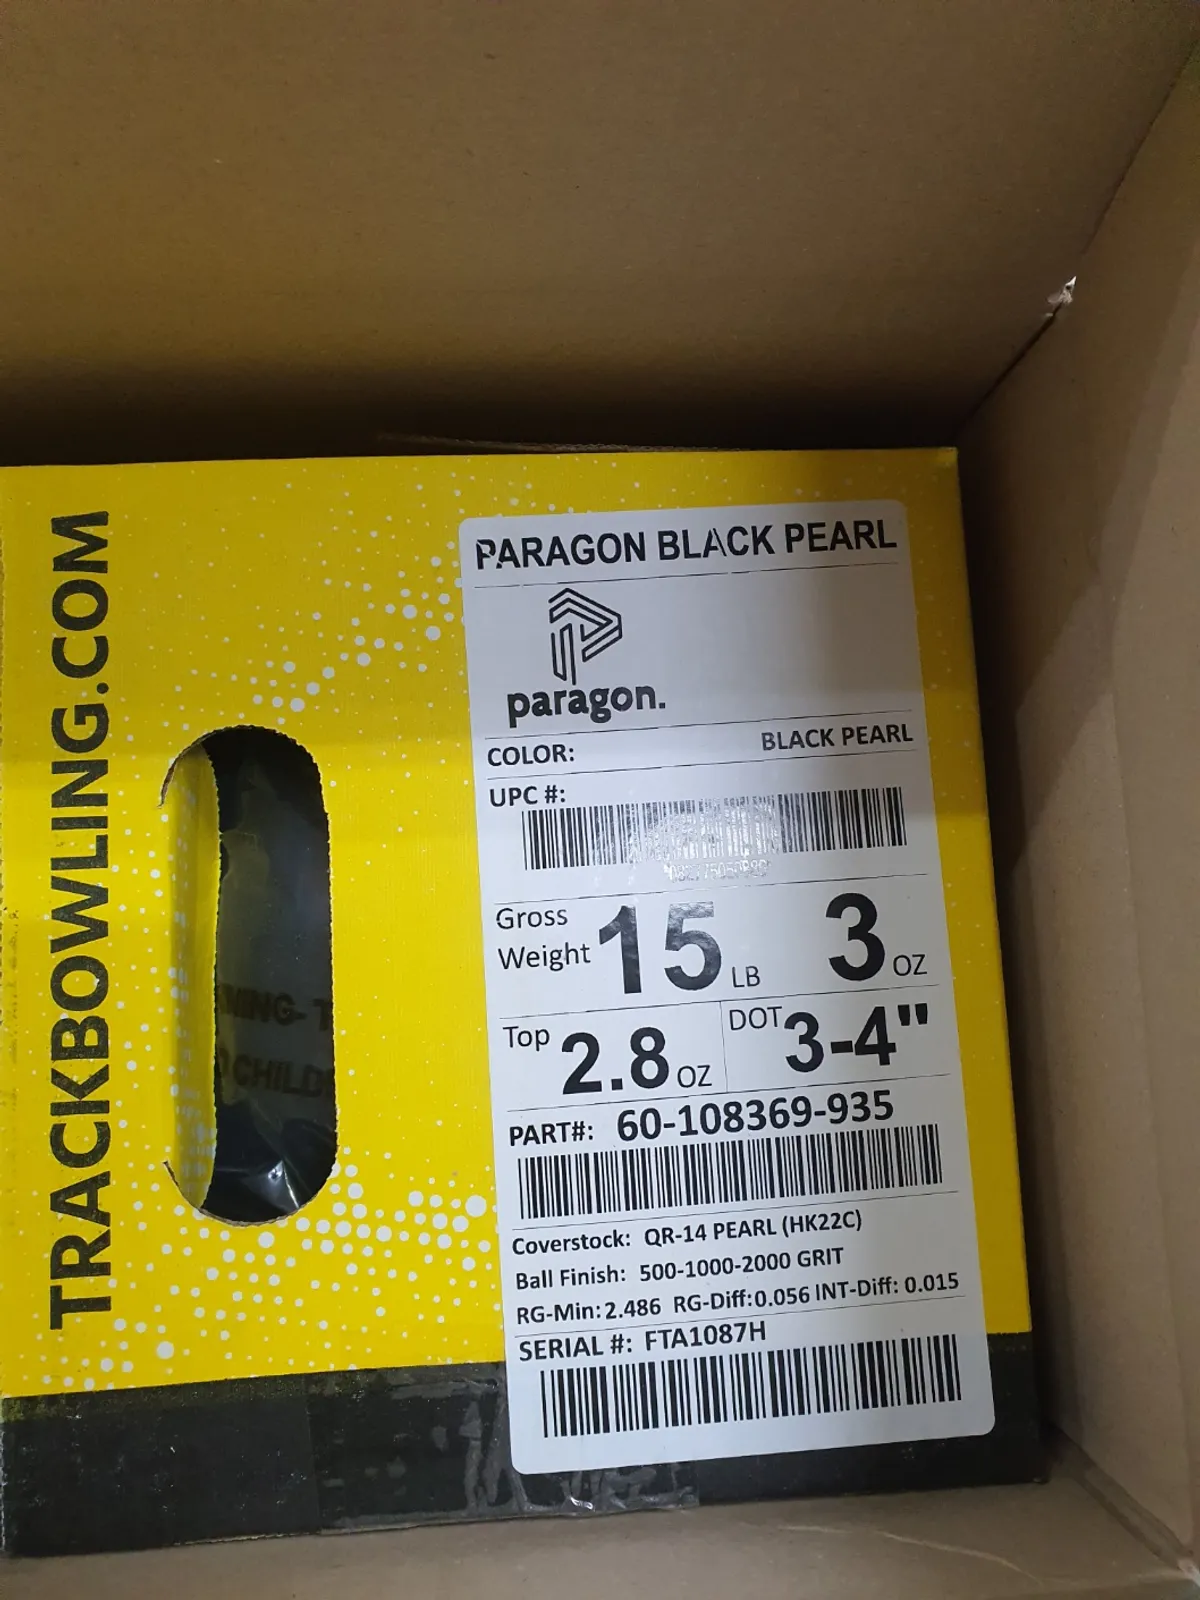 TRACKBOWLING.COM
PARAGON BLACK PEARL
paragon.
COLOR: BLACK PEARL
UPC #:
Gross Weight 15 LB 3 OZ
Top 2.8 OZ DOT 3-4"
PART#: 60-108369-935
Coverstock: QR-14 PEARL (HK22C)
Ball Finish: 500-1000-2000 GRIT
RG-Min: 2.486 RG-Diff: 0.056 INT-Diff: 0.015
SERIAL #: FTA1087H